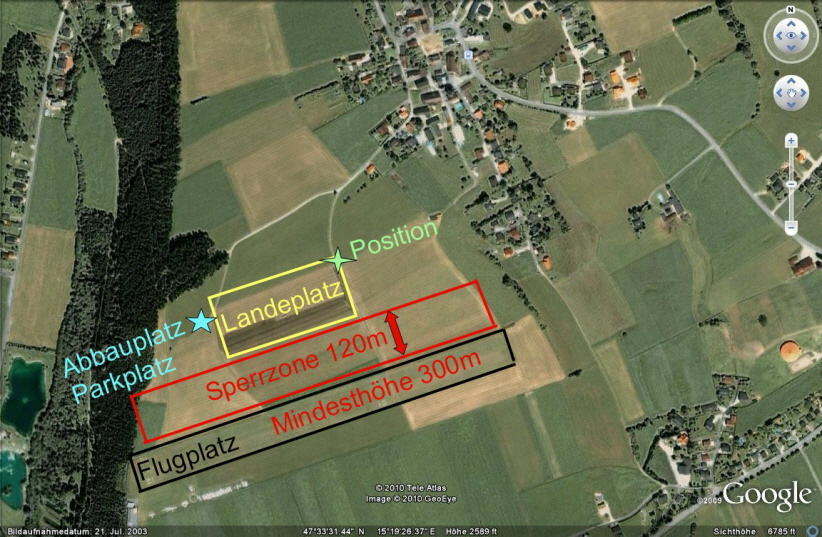 N
Position
Landeplatz
Abbauplatz
Parkplatz
Sperrzone 120m
Mindesthöhe 300m
Flugplatz
© 2010 Tele Atlas
Image © 2010 GeoEye
©2009 Google
Bildaufnahmedatum: 21. Jul. 2003 47°33'31.44" N 15°19'26.37" E Höhe 2589 ft Sichthöhe 6785 ft